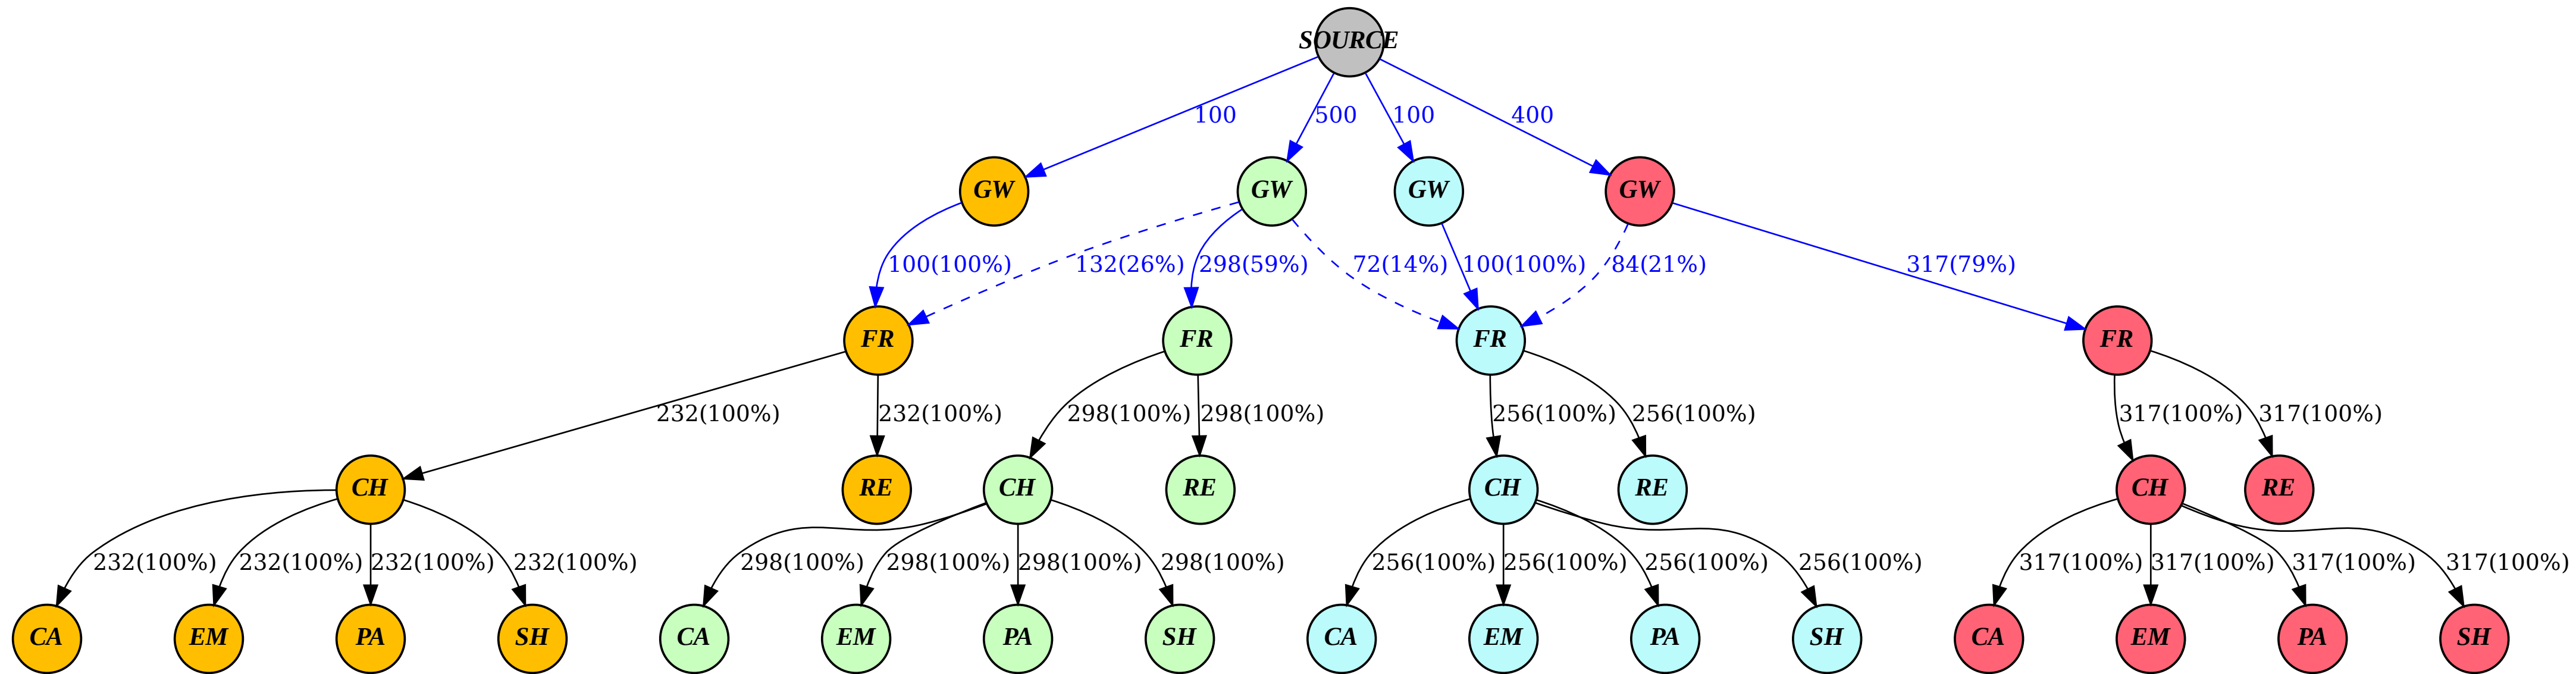 SOURCE
100
500
100
400
GW
GW
GW
GW
100(100%)
132(26%)
298(59%)
72(14%)
100(100%)
84(21%)
317(79%)
FR
FR
FR
FR
232(100%)
232(100%)
298(100%)
298(100%)
256(100%)
256(100%)
317(100%)
317(100%)
CH
RE
CH
RE
CH
RE
CH
RE
232(100%)
232(100%)
232(100%)
232(100%)
298(100%)
298(100%)
298(100%)
298(100%)
256(100%)
256(100%)
256(100%)
256(100%)
317(100%)
317(100%)
317(100%)
317(100%)
CA
EM
PA
SH
CA
EM
PA
SH
CA
EM
PA
SH
CA
EM
PA
SH